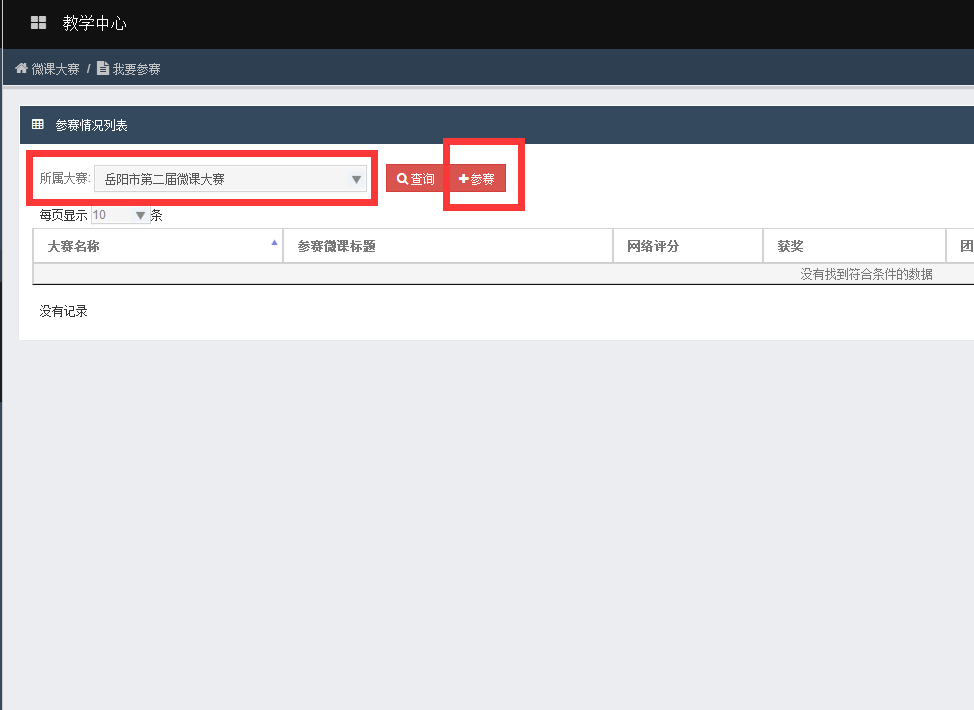 教学中心
微课大赛 / 我要参赛
参赛情况列表
所属大赛: 岳阳市第二届微课大赛 查询 参赛
每页显示 10 条
大赛名称 参赛微课标题 网络评分 获奖 团
没有找到符合条件的数据
没有记录